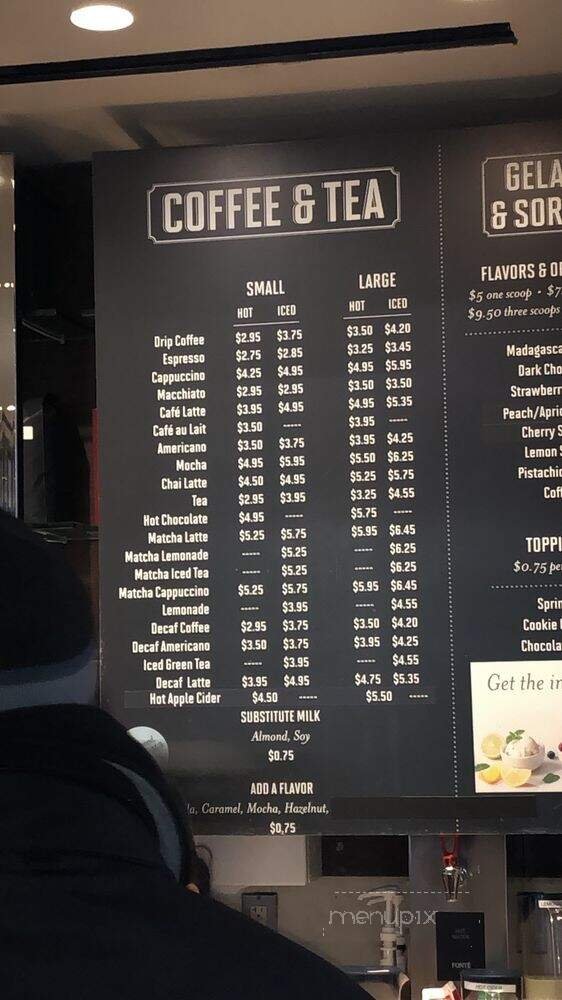 COFFEE & TEA
SMALL LARGE
HOT ICED HOT ICED
Drip Coffee $2.95 $3.75 $3.50 $4.20
Espresso $2.75 $2.85 $3.25 $3.45
Cappuccino $4.25 $4.95 $4.95 $5.95
Macchiato $2.95 $2.95 $3.50 $3.50
Café Latte $3.95 $4.95 $4.95 $5.35
Café au Lait $3.50 ----- $3.95 -----
Americano $3.50 $3.75 $3.95 $4.25
Mocha $4.95 $5.95 $5.50 $6.25
Chai Latte $4.50 $4.95 $5.25 $5.75
Tea $2.95 $3.95 $3.25 $4.55
Hot Chocolate $4.95 ----- $5.75 -----
Matcha Latte $5.25 $5.75 $5.95 $6.45
Matcha Lemonade ----- $5.25 ----- $6.25
Matcha Iced Tea ----- $5.25 ----- $6.25
Matcha Cappuccino $5.25 $5.75 $5.95 $6.45
Lemonade ----- $3.95 ----- $4.55
Decaf Coffee $2.95 $3.75 $3.50 $4.20
Decaf Americano $3.50 $3.75 $3.95 $4.25
Iced Green Tea ----- $3.95 ----- $4.55
Decaf Latte $3.95 $4.95 $4.75 $5.35
Hot Apple Cider $4.50 ----- $5.50 -----
SUBSTITUTE MILK
Almond, Soy
$0.75
ADD A FLAVOR
la, Caramel, Mocha, Hazelnut,
$0,75
GELA
& SOR
FLAVORS & O
$5 one scoop • $7
$9.50 three scoops
Madagasca
Dark Cho
Strawberr
Peach/Apric
Cherry S
Lemon S
Pistachio
Coff
TOPPI
$0.75 pe
Sprin
Cookie
Chocola
Get the in
menupix
FONTÉ